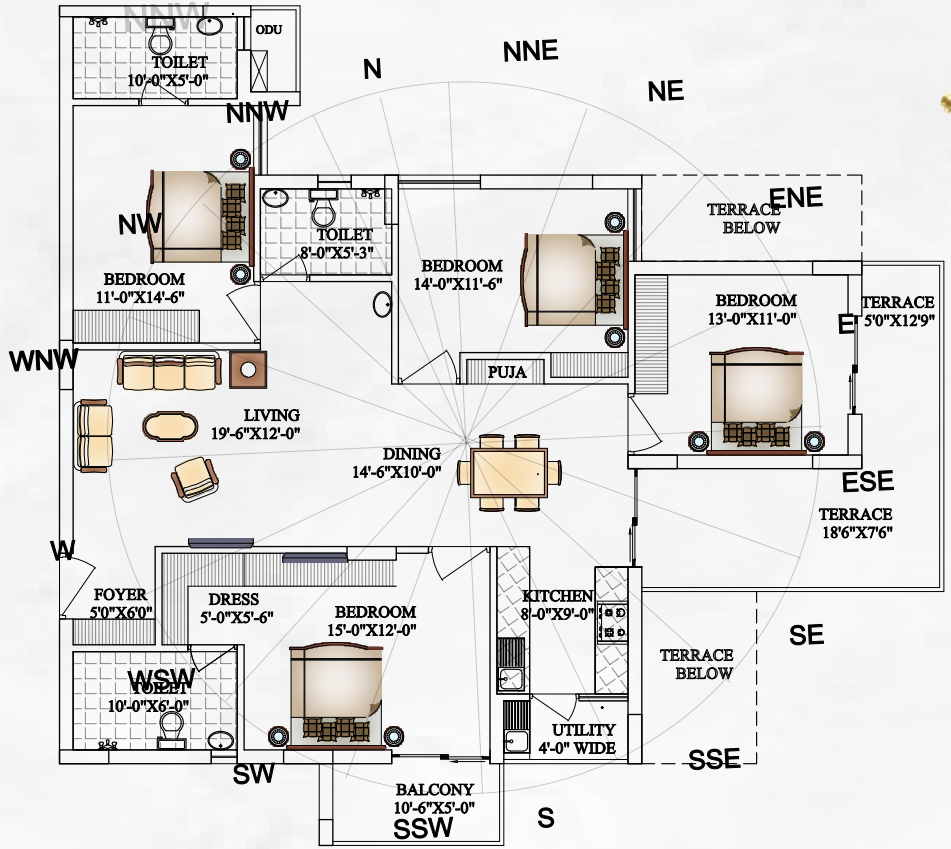 NNW
ODU
TOILET
10'-0"X5'-0"
N
NNE
NE
NNW
NW
TOILET
8'-0"X5'-3"
ENE
TERRACE
BELOW
BEDROOM
11'-0"X14'-6"
BEDROOM
14'-0"X11'-6"
BEDROOM
13'-0"X11'-0"
TERRACE
5'0"X12'9"
E
WNW
PUJA
LIVING
19'-6"X12'-0"
DINING
14'-6"X10'-0"
ESE
TERRACE
18'6"X7'6"
W
FOYER
5'0"X6'0"
DRESS
5'-0"X5'-6"
BEDROOM
15'-0"X12'-0"
KITCHEN
8'-0"X9'-0"
SE
TERRACE
BELOW
WSW
TOILET
10'-0"X6'-0"
UTILITY
4'-0" WIDE
SSE
SW
BALCONY
10'-6"X5'-0"
SSW
S